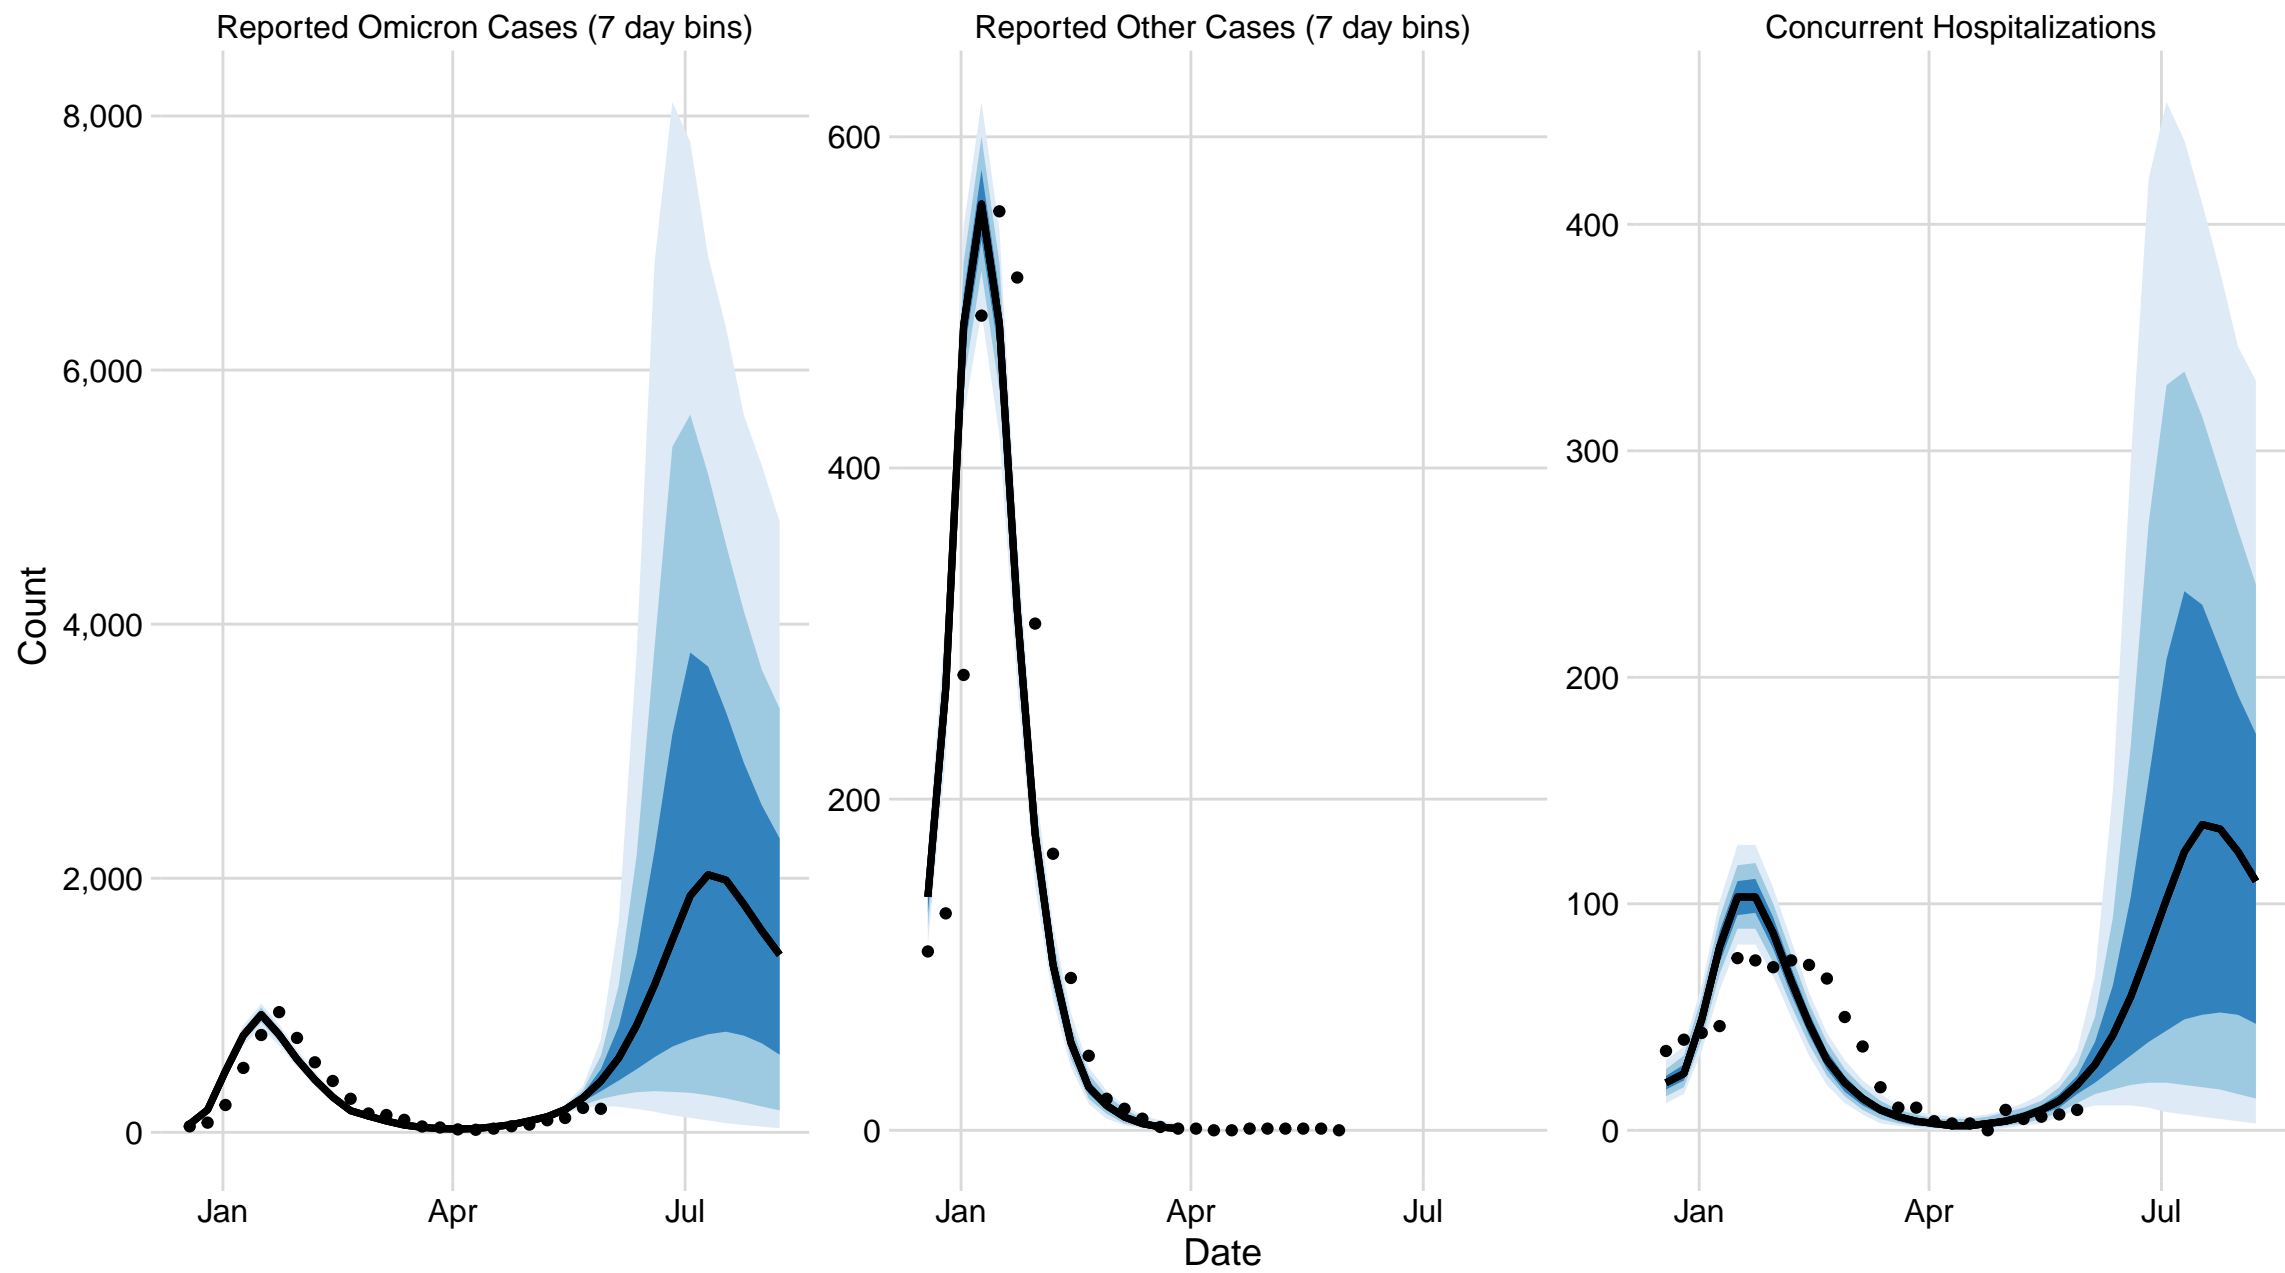 Reported Omicron Cases (7 day bins)
Reported Other Cases (7 day bins)
Concurrent Hospitalizations
Count
8,000
6,000
4,000
2,000
0
Jan
Apr
Jul
600
400
200
0
Jan
Apr
Jul
400
300
200
100
0
Jan
Apr
Jul
Date